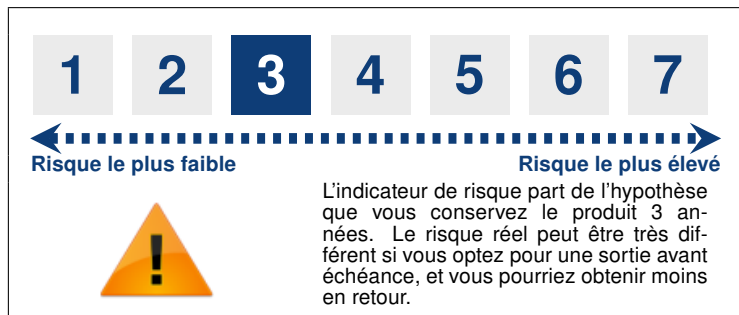 1 2 3 4 5 6 7
Risque le plus faible Risque le plus élevé
L'indicateur de risque part de l'hypothèse
que vous conservez le produit 3 an-
nées. Le risque réel peut être très dif-
férent si vous optez pour une sortie avant
échéance, et vous pourriez obtenir moins
en retour.
!